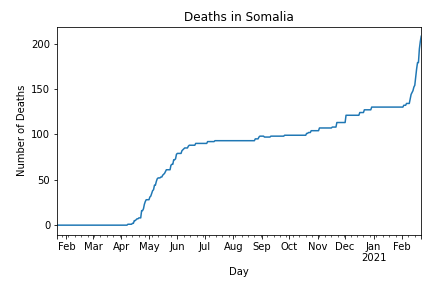 Deaths in Somalia
Number of Deaths
200
150
100
50
0
Feb Mar Apr May Jun Jul Aug Sep Oct Nov Dec Jan Feb
2021
Day